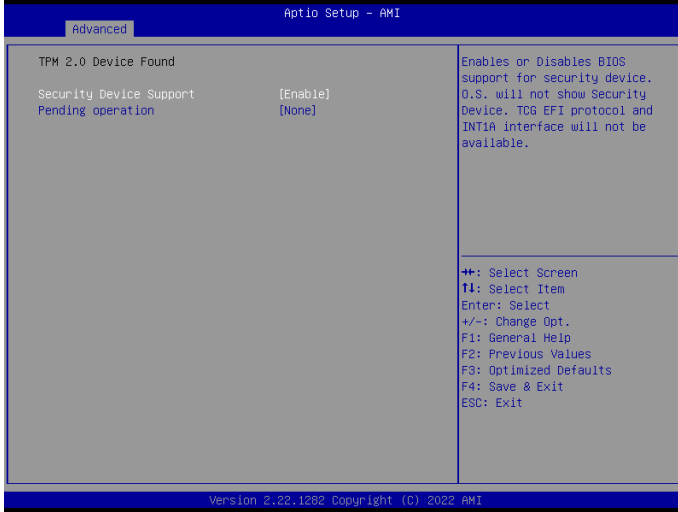 Aptio Setup – AMI
Advanced
TPM 2.0 Device Found
Security Device Support [Enable]
Pending operation [None]
Enables or Disables BIOS
support for security device.
O.S. will not show Security
Device. TCG EFI protocol and
INT1A interface will not be
available.
→←: Select Screen
↑↓: Select Item
Enter: Select
+/-: Change Opt.
F1: General Help
F2: Previous Values
F3: Optimized Defaults
F4: Save & Exit
ESC: Exit
Version 2.22.1282 Copyright (C) 2022 AMI